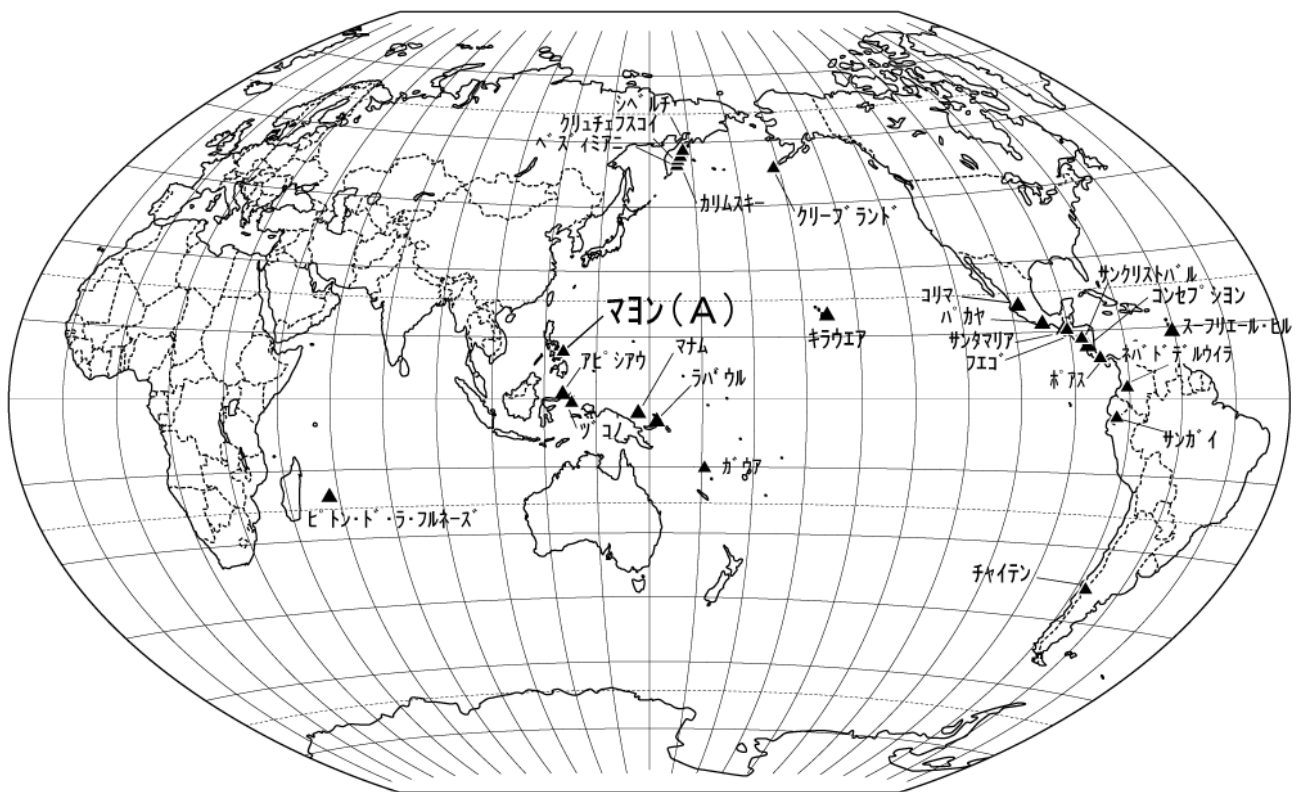 シベルチ
クリュチェフスコイ
ベズィミアニ
カリムスキー
クリーブランド
マヨン(A)
アピシアウ
マナム
・ラバウル
ツコノ
ガウア
ピトン・ド・ラ・フルネーズ
キラウエア
コリマ
パカヤ
サンタマリア
フエゴ
ポアス
サンクリストバル
コンセプション
スーフリエール・ヒル
ネバドデルウイラ
サンガイ
チャイテン